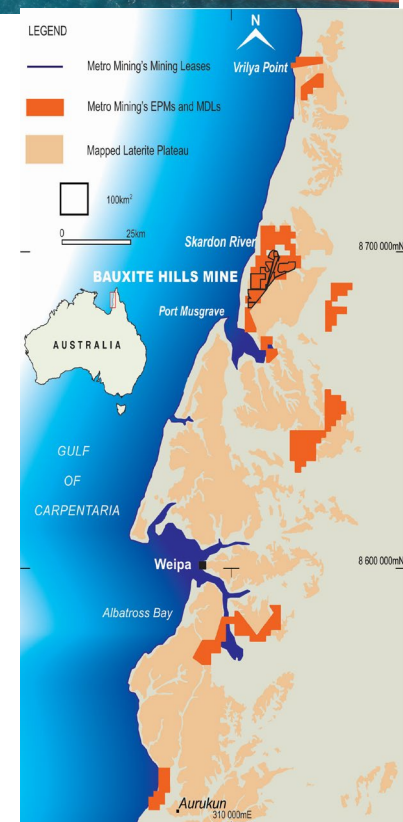 LEGEND
Metro Mining's Mining Leases
Metro Mining's EPMs and MDLs
Mapped Laterite Plateau
100km²
0 25km
N
Vrilya Point
Skardon River
8 700 000mN
BAUXITE HILLS MINE
Port Musgrave
AUSTRALIA
GULF
OF
CARPENTARIA
Weipa
8 600 000mN
Albatross Bay
Aurukun
310 000mE